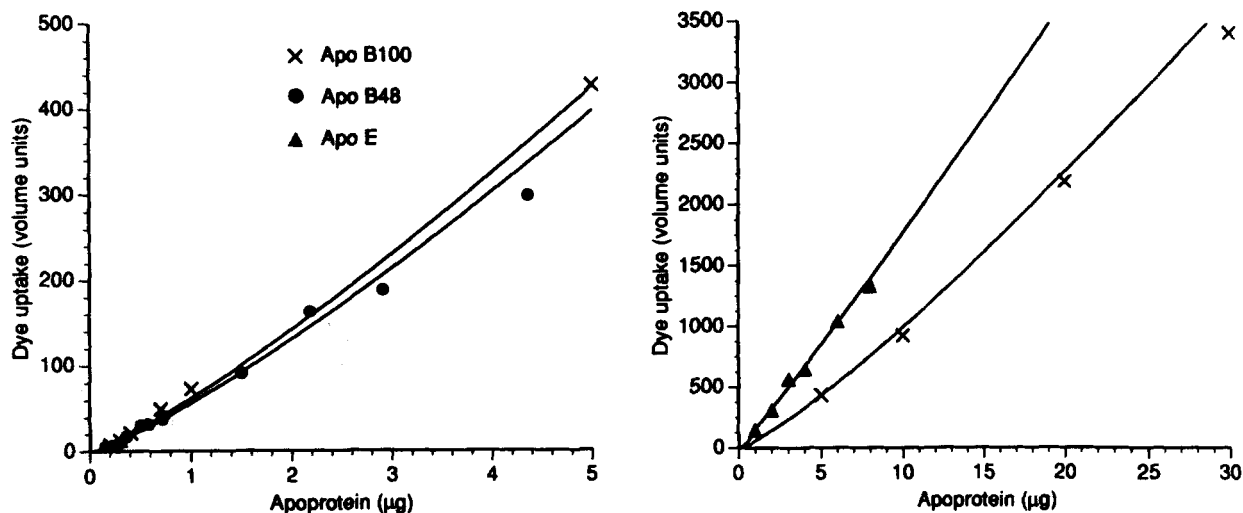 500
400
300
200
100
0
Dye uptake (volume units)
Apo B100
Apo B48
Apo E
0 1 2 3 4 5
Apoprotein (µg)
3500
3000
2500
2000
1500
1000
500
0
Dye uptake (volume units)
0 5 10 15 20 25 30
Apoprotein (µg)